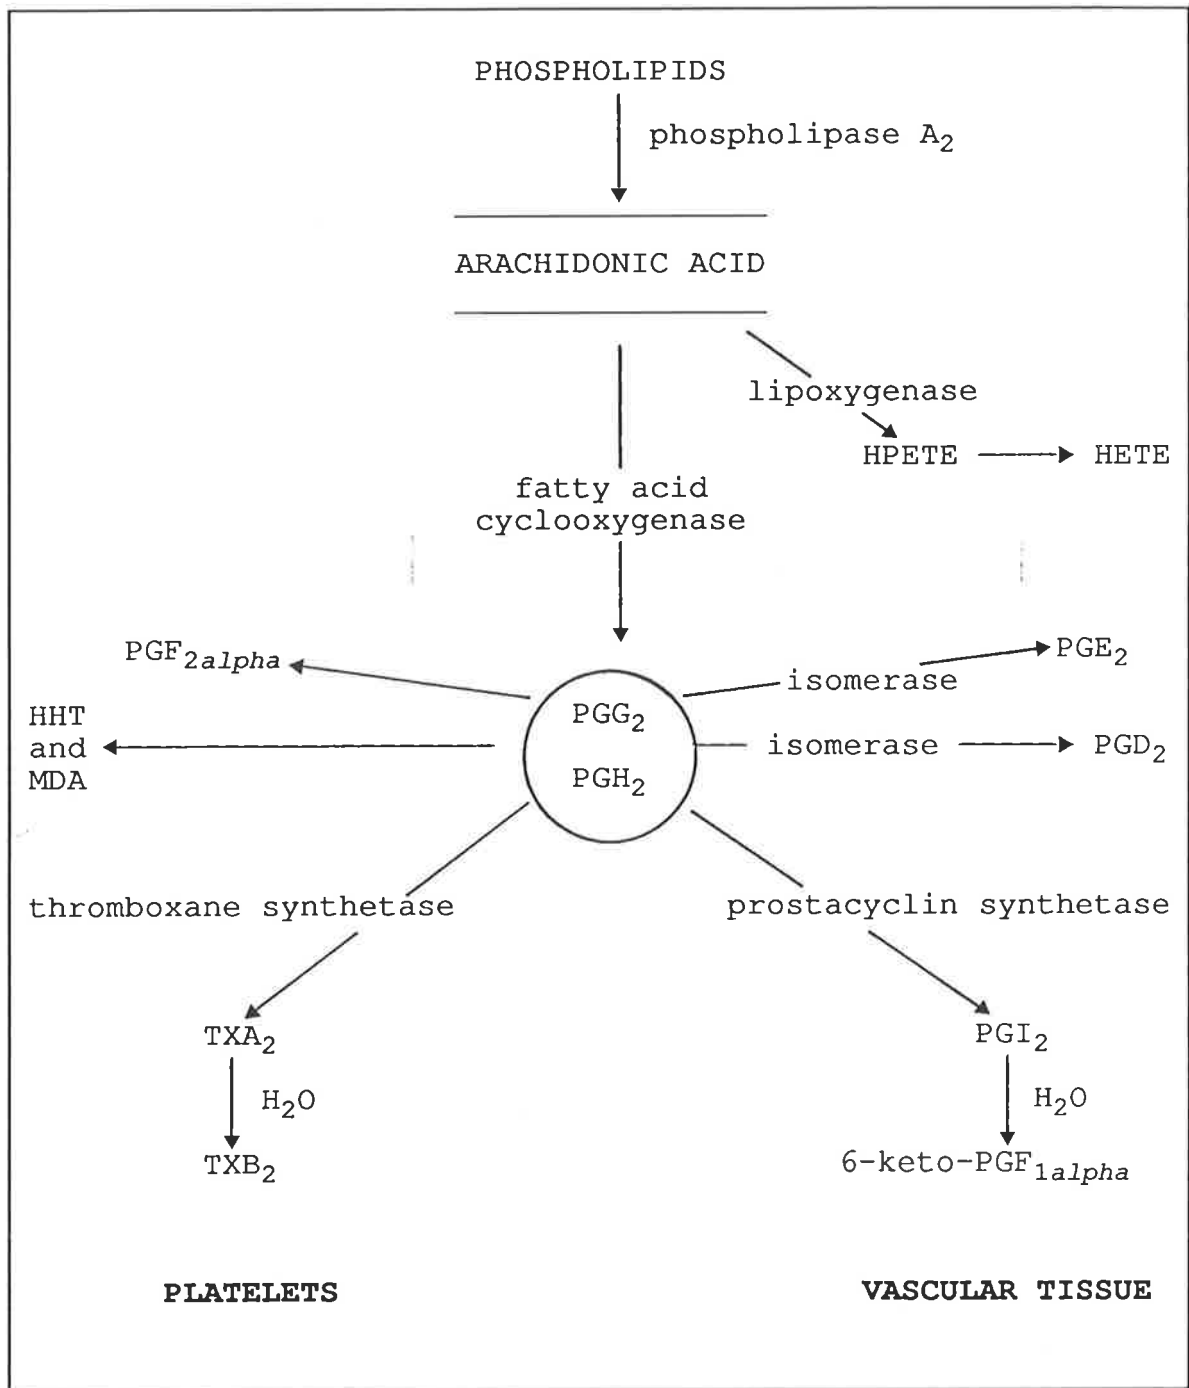 PHOSPHOLIPIDS
phospholipase A₂
ARACHIDONIC ACID
lipoxygenase
HPETE
HETE
fatty acid
cyclooxygenase
PGF₂alpha
PGE₂
isomerase
HHT
and
MDA
PGG₂
PGH₂
isomerase
PGD₂
thromboxane synthetase
prostacyclin synthetase
TXA₂
PGI₂
H₂O
H₂O
TXB₂
6-keto-PGF₁alpha
PLATELETS
VASCULAR TISSUE